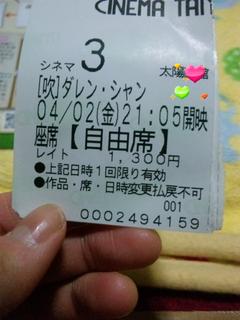 CINEMA TAI
シネマ 3
太陽 館
[吹]ダレン・シャン
04/02(金)21:05開映
座席【自由席】
レイト 1,300円
●上記日時1回限り有効
●作品・席・日時変更払戻不可
001
0002494159